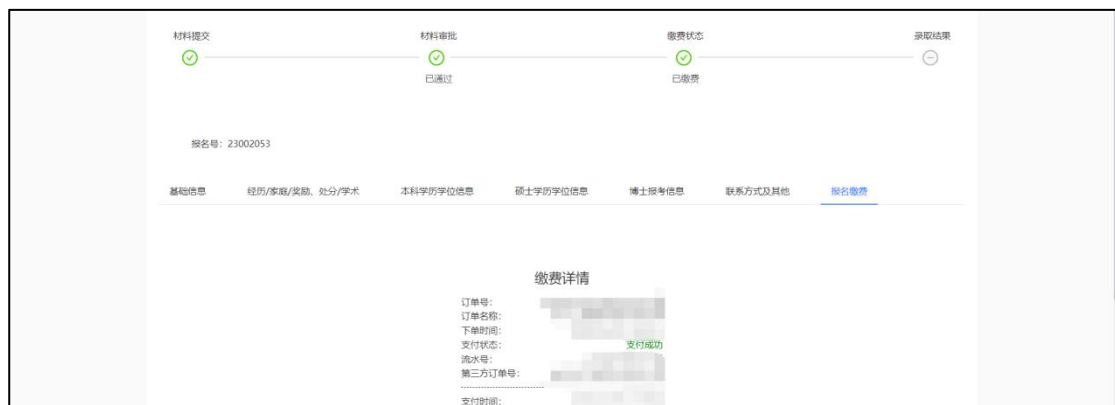 材料提交 材料审批 缴费状态 录取结果
已通过 已缴费
报名号：23002053
基础信息 经历/家庭/奖励、处分/学术 本科学历学位信息 硕士学历学位信息 博士报考信息 联系方式及其他 报名缴费
缴费详情
订单号：
订单名称：
下单时间：
支付状态： 支付成功
流水号：
第三方订单号：
----------------------------
支付时间：